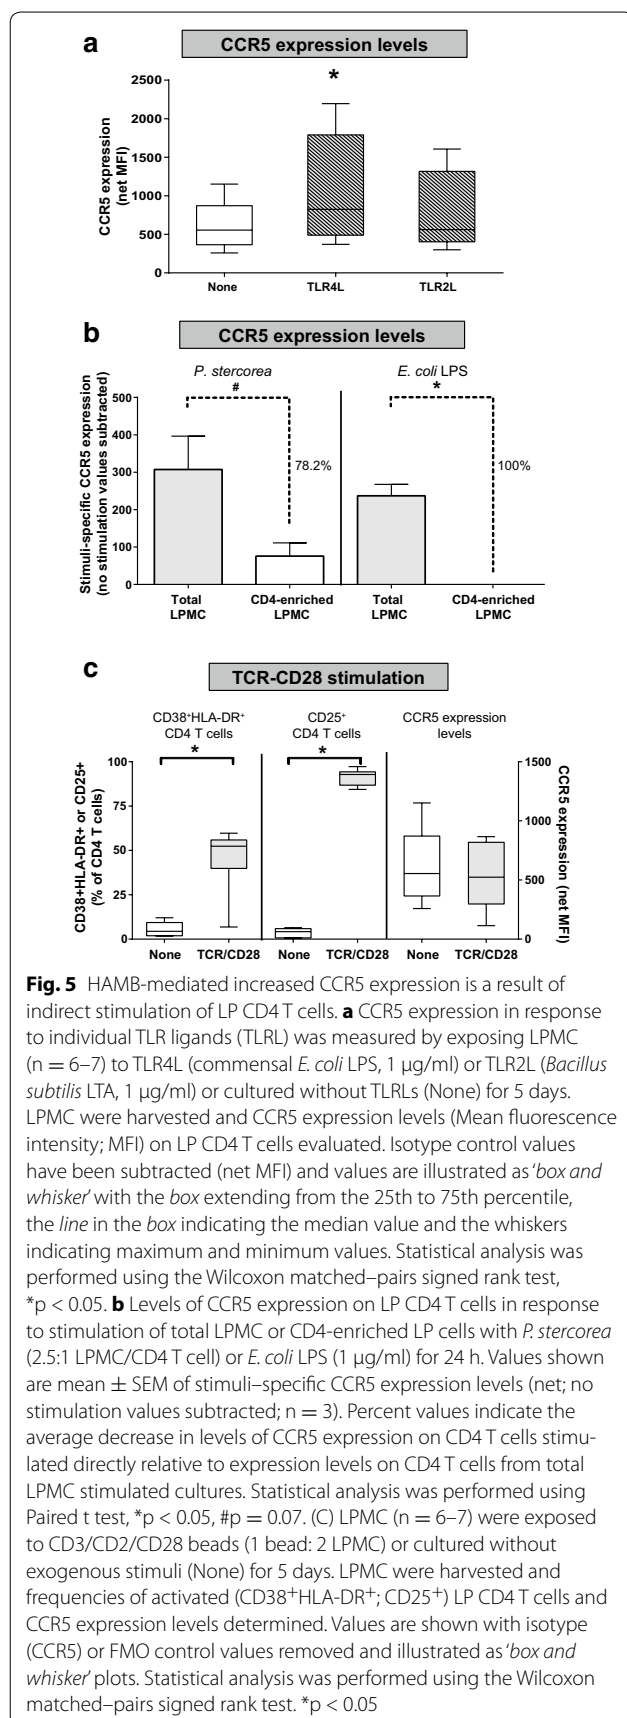 a
CCR5 expression levels
CCR5 expression
(net MFI)
2500
2000
1500
1000
500
0
*
None
TLR4L
TLR2L
b
CCR5 expression levels
P. stercorea
E. coli LPS
#
*
Stimuli-specific CCR5 expression
(no stimulation values subtracted)
500
400
300
200
100
0
78.2%
100%
Total
LPMC
CD4-enriched
LPMC
Total
LPMC
CD4-enriched
LPMC
c
TCR-CD28 stimulation
CD38⁺HLA-DR⁺
CD4 T cells
CD25⁺
CD4 T cells
CCR5 expression
levels
*
*
CD38+HLA-DR+ or CD25+
(% of CD4 T cells)
100
75
50
25
0
1500
1000
500
0
CCR5 expression (net MFI)
None
TCR/CD28
None
TCR/CD28
None
TCR/CD28
Fig. 5 HAMB-mediated increased CCR5 expression is a result of
indirect stimulation of LP CD4 T cells. a CCR5 expression in response
to individual TLR ligands (TLRL) was measured by exposing LPMC
(n = 6–7) to TLR4L (commensal E. coli LPS, 1 µg/ml) or TLR2L (Bacillus
subtilis LTA, 1 µg/ml) or cultured without TLRLs (None) for 5 days.
LPMC were harvested and CCR5 expression levels (Mean fluorescence
intensity; MFI) on LP CD4 T cells evaluated. Isotype control values
have been subtracted (net MFI) and values are illustrated as 'box and
whisker' with the box extending from the 25th to 75th percentile,
the line in the box indicating the median value and the whiskers
indicating maximum and minimum values. Statistical analysis was
performed using the Wilcoxon matched–pairs signed rank test,
*p < 0.05. b Levels of CCR5 expression on LP CD4 T cells in response
to stimulation of total LPMC or CD4-enriched LP cells with P. stercorea
(2.5:1 LPMC/CD4 T cell) or E. coli LPS (1 µg/ml) for 24 h. Values shown
are mean ± SEM of stimuli–specific CCR5 expression levels (net; no
stimulation values subtracted; n = 3). Percent values indicate the
average decrease in levels of CCR5 expression on CD4 T cells stimu-
lated directly relative to expression levels on CD4 T cells from total
LPMC stimulated cultures. Statistical analysis was performed using
Paired t test, *p < 0.05, #p = 0.07. (C) LPMC (n = 6–7) were exposed
to CD3/CD2/CD28 beads (1 bead: 2 LPMC) or cultured without
exogenous stimuli (None) for 5 days. LPMC were harvested and
frequencies of activated (CD38⁺HLA-DR⁺; CD25⁺) LP CD4 T cells and
CCR5 expression levels determined. Values are shown with isotype
(CCR5) or FMO control values removed and illustrated as 'box and
whisker' plots. Statistical analysis was performed using the Wilcoxon
matched–pairs signed rank test. *p < 0.05